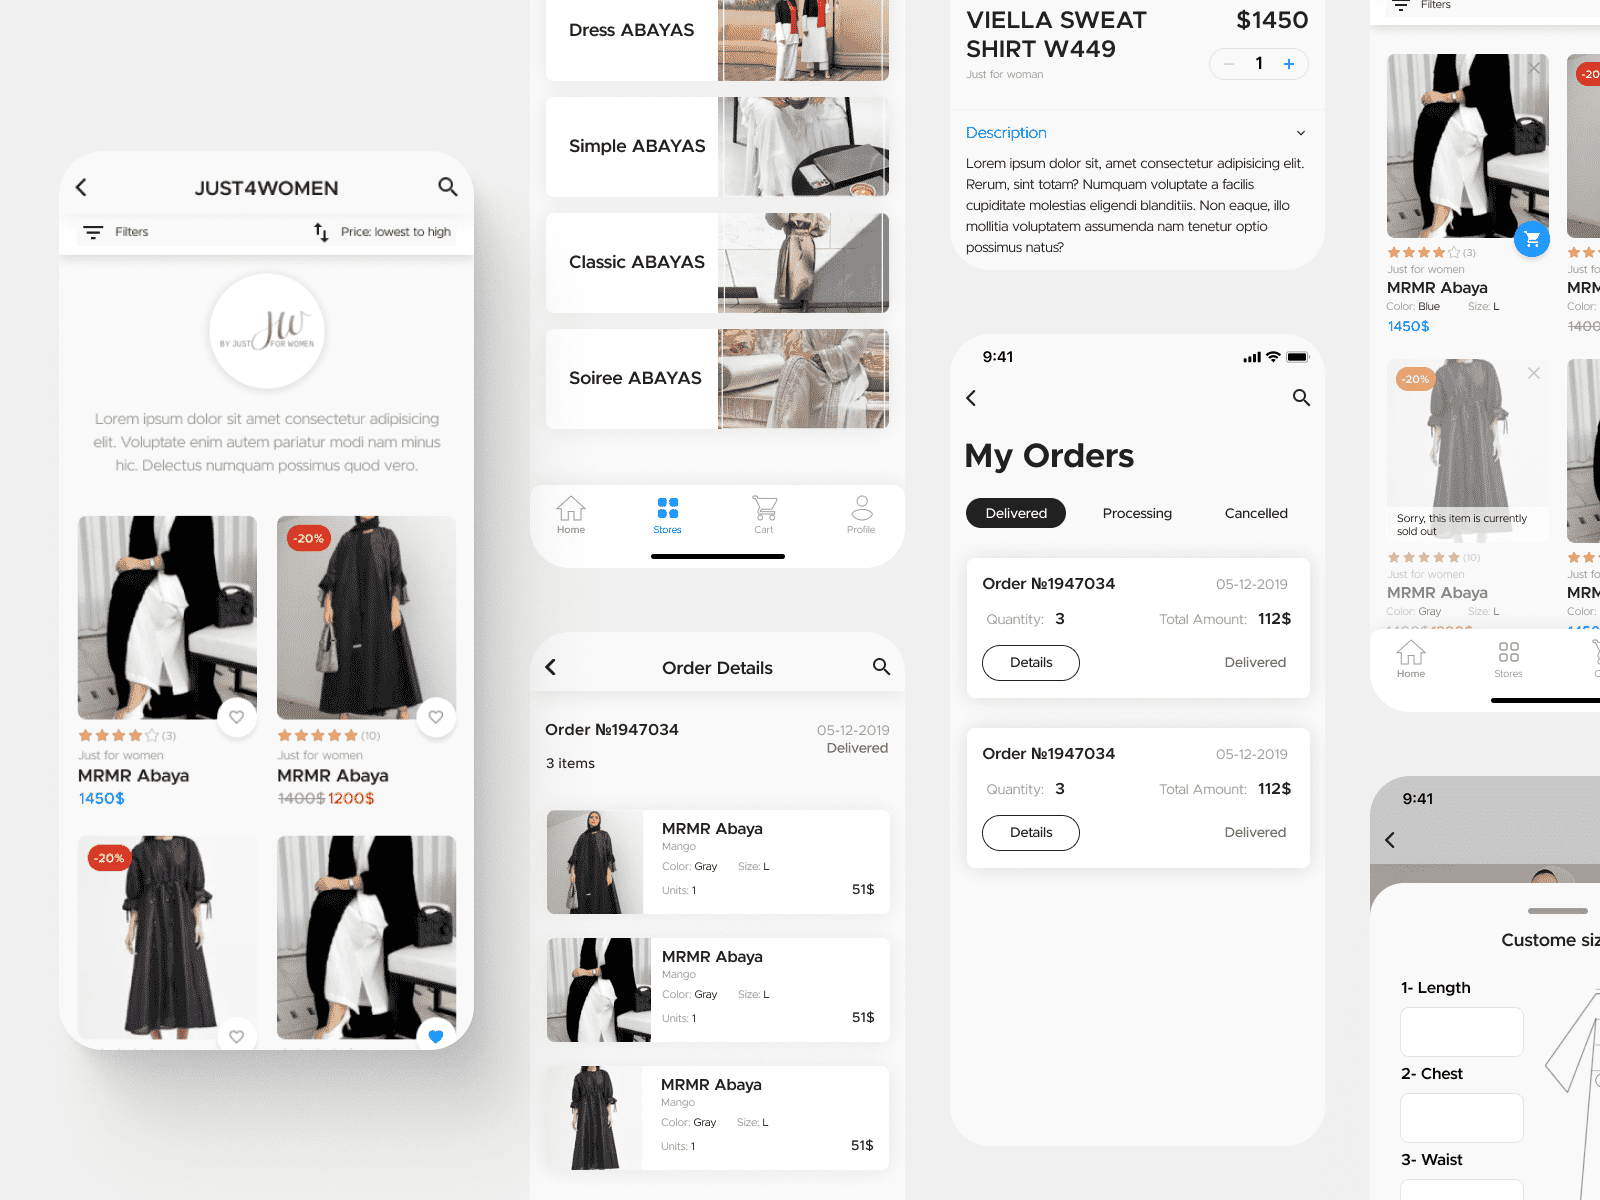 JUST4WOMEN
Filters
Price: lowest to high
JW
BY JUST FOR WOMEN
Lorem ipsum dolor sit amet consectetur adipisicing
elit. Voluptate enim autem pariatur modi nam minus
hic. Delectus numquam possimus quod vero.
-20%
(3)
(10)
Just for women
Just for women
MRMR Abaya
MRMR Abaya
1450$
1400$ 1200$
-20%
Dress ABAYAS
Simple ABAYAS
Classic ABAYAS
Soiree ABAYAS
Home
Stores
Cart
Profile
Order Details
Order №1947034
05-12-2019
Delivered
3 items
MRMR Abaya
Mango
Color: Gray
Size: L
Units: 1
51$
MRMR Abaya
Mango
Color: Gray
Size: L
Units: 1
51$
MRMR Abaya
Mango
Color: Gray
Size: L
Units: 1
51$
VIELLA SWEAT
SHIRT W449
$1450
Just for woman
1
Description
Lorem ipsum dolor sit, amet consectetur adipisicing elit.
Rerum, sint totam? Numquam voluptate a facilis
cupiditate molestias eligendi blanditiis. Non eaque, illo
mollitia voluptatem assumenda nam tenetur optio
possimus natus?
9:41
My Orders
Delivered
Processing
Cancelled
Order №1947034
05-12-2019
Quantity: 3
Total Amount: 112$
Details
Delivered
Order №1947034
05-12-2019
Quantity: 3
Total Amount: 112$
Details
Delivered
Filters
-20
(3)
Just for women
Just fo
MRMR Abaya
MRM
Color: Blue
Size: L
Color:
1450$
1400
-20%
Sorry, this item is currently
sold out
(10)
Just for women
Just fo
MRMR Abaya
MRM
Color: Gray
Size: L
Color:
Home
Stores
9:41
Custome siz
1- Length
2- Chest
3- Waist